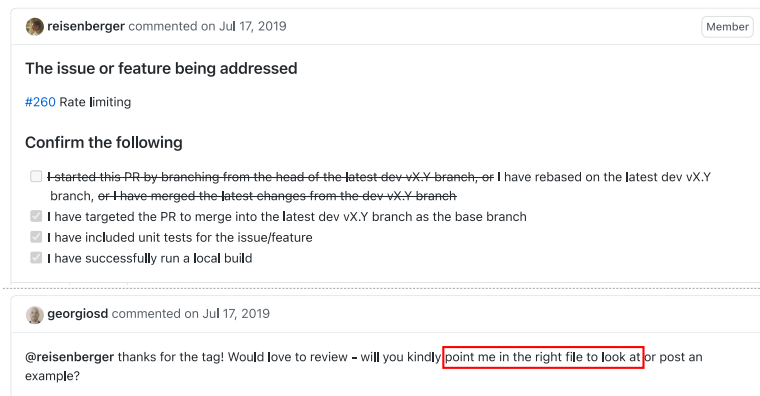 reisenberger commented on Jul 17, 2019
Member
The issue or feature being addressed
#260 Rate limiting
Confirm the following
I started this PR by branching from the head of the latest dev vX.Y branch, or I have rebased on the latest dev vX.Y
branch, or I have merged the latest changes from the dev vX.Y branch
I have targeted the PR to merge into the latest dev vX.Y branch as the base branch
I have included unit tests for the issue/feature
I have successfully run a local build
georgiosd commented on Jul 17, 2019
@reisenberger thanks for the tag! Would love to review – will you kindly point me in the right file to look at or post an
example?